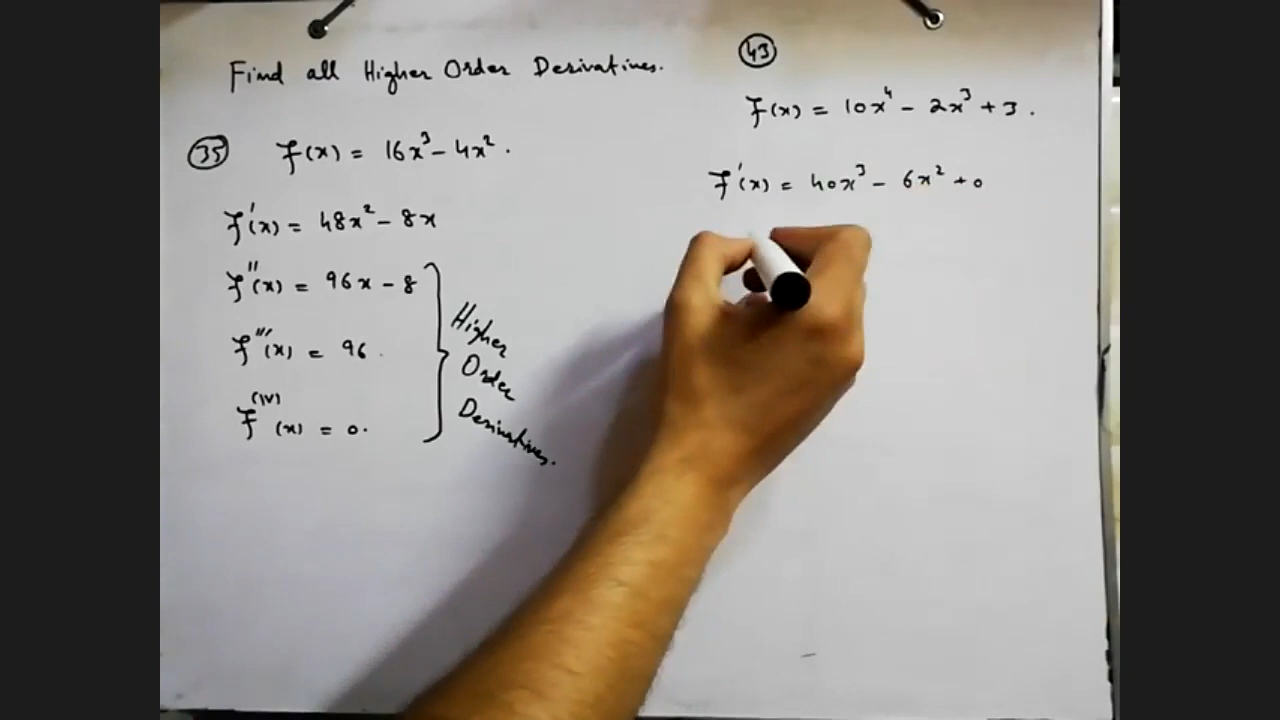 Find all Higher Order Derivatives.
(35) f(x) = 16x³ - 4x² .
f'(x) = 48x² - 8x
f''(x) = 96x - 8
f'''(x) = 96 .
f⁽ᴵⱽ⁾(x) = 0.
Higher
Order
Derivatives.
(43)
f(x) = 10x⁴ - 2x³ + 3 .
f'(x) = 40x³ - 6x² + 0